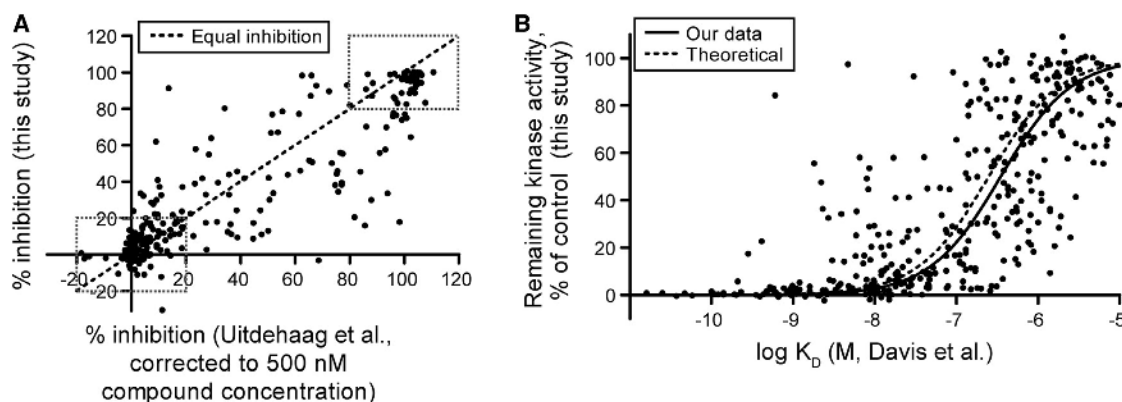 A
Equal inhibition
% inhibition (this study)
120
100
80
60
40
20
-20
-20
20
40
60
80
100
120
% inhibition (Uitdehaag et al.,
corrected to 500 nM
compound concentration)
B
Our data
Theoretical
Remaining kinase activity,
% of control (this study)
100
80
60
40
20
0
-10
-9
-8
-7
-6
-5
log KD (M, Davis et al.)